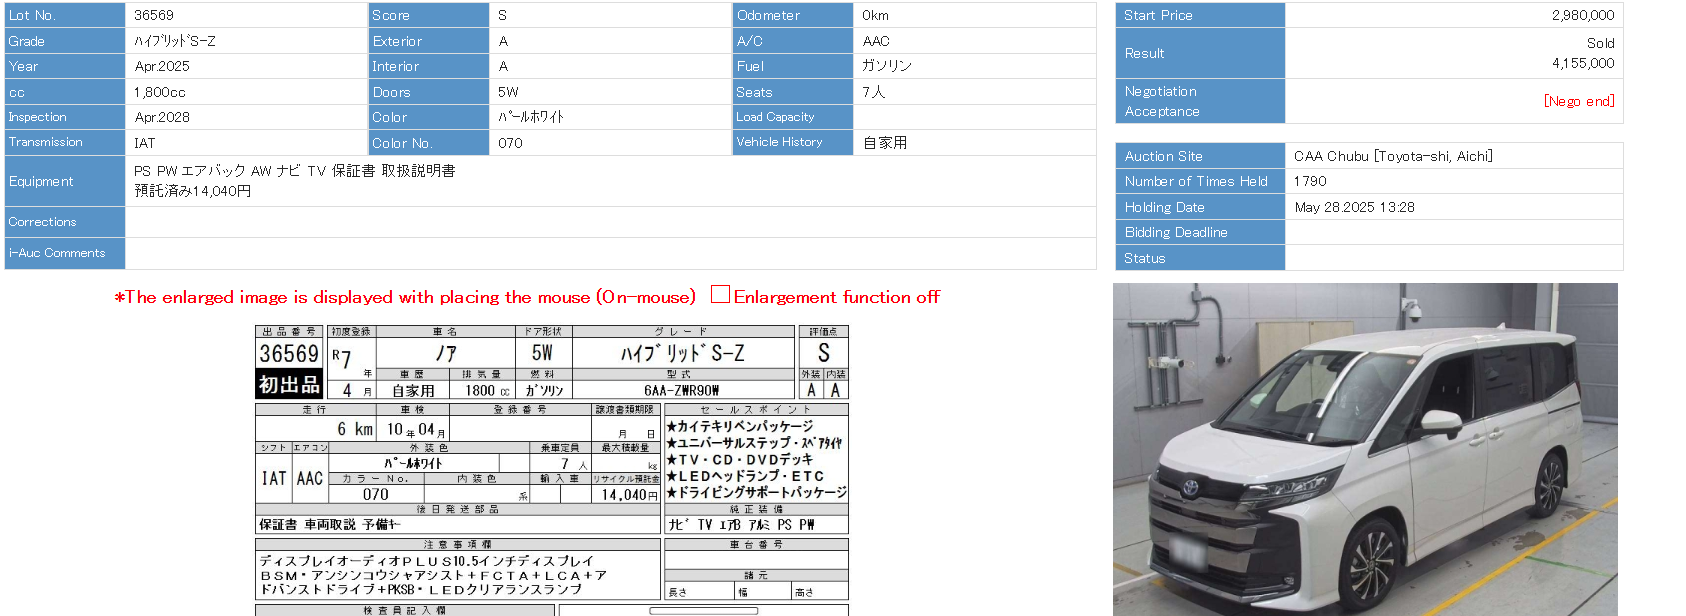 Lot No. 36569 Score S Odometer 0km
Grade ﾊｲﾌﾞﾘｯﾄﾞS-Z Exterior A A/C AAC
Year Apr.2025 Interior A Fuel ガソリン
cc 1,800cc Doors 5W Seats 7人
Inspection Apr.2028 Color ﾊﾟｰﾙﾎﾜｲﾄ Load Capacity
Transmission IAT Color No. 070 Vehicle History 自家用
Equipment PS PW エアバック AW ナビ TV 保証書 取扱説明書
預託済み14,040円
Corrections
i-Auc Comments
Start Price 2,980,000
Result Sold
4,155,000
Negotiation Acceptance [Nego end]
Auction Site CAA Chubu [Toyota-shi, Aichi]
Number of Times Held 1790
Holding Date May 28.2025 13:28
Bidding Deadline
Status
*The enlarged image is displayed with placing the mouse (On-mouse) Enlargement function off
出品番号 初度登録 車名 ドア形状 グレード 評価点
36569 R7年 ノア 5W ﾊｲﾌﾞﾘｯﾄﾞS-Z S
車歴 排気量 燃料 型式 外装 内装
初出品 4月 自家用 1800cc ｶﾞｿﾘﾝ 6AA-ZWR90W A A
走行 車検 登録番号 譲渡書類期限 セールスポイント
6 km 10年04月 月 日
★カイテキリペンパッケージ
★ユニバーサルステップ・ｽﾍﾟｱﾀｲﾔ
★TV・CD・DVDデッキ
★LEDヘッドランプ・ETC
★ドライビングサポートパッケージ
シフト エアコン 外装色 乗車定員 最大積載量
IAT AAC ﾊﾟｰﾙﾎﾜｲﾄ 7人 kg
カラーNo. 内装色 輸入車 リサイクル預託金
070 系 14,040円
後日発送部品 純正装備
保証書 車両取説 予備ｷｰ ﾅﾋﾞ TV ｴｱB ｱﾙﾐ PS PW
注意事項欄 車台番号
ディスプレイオーディオPLUS10.5インチディスプレイ
BSM・アンシンコウシャアシスト+FCTA+LCA+ア
ドバンストドライブ+PKSB・LEDクリアランスランプ
諸元
長さ 幅 高さ
検査員記入欄